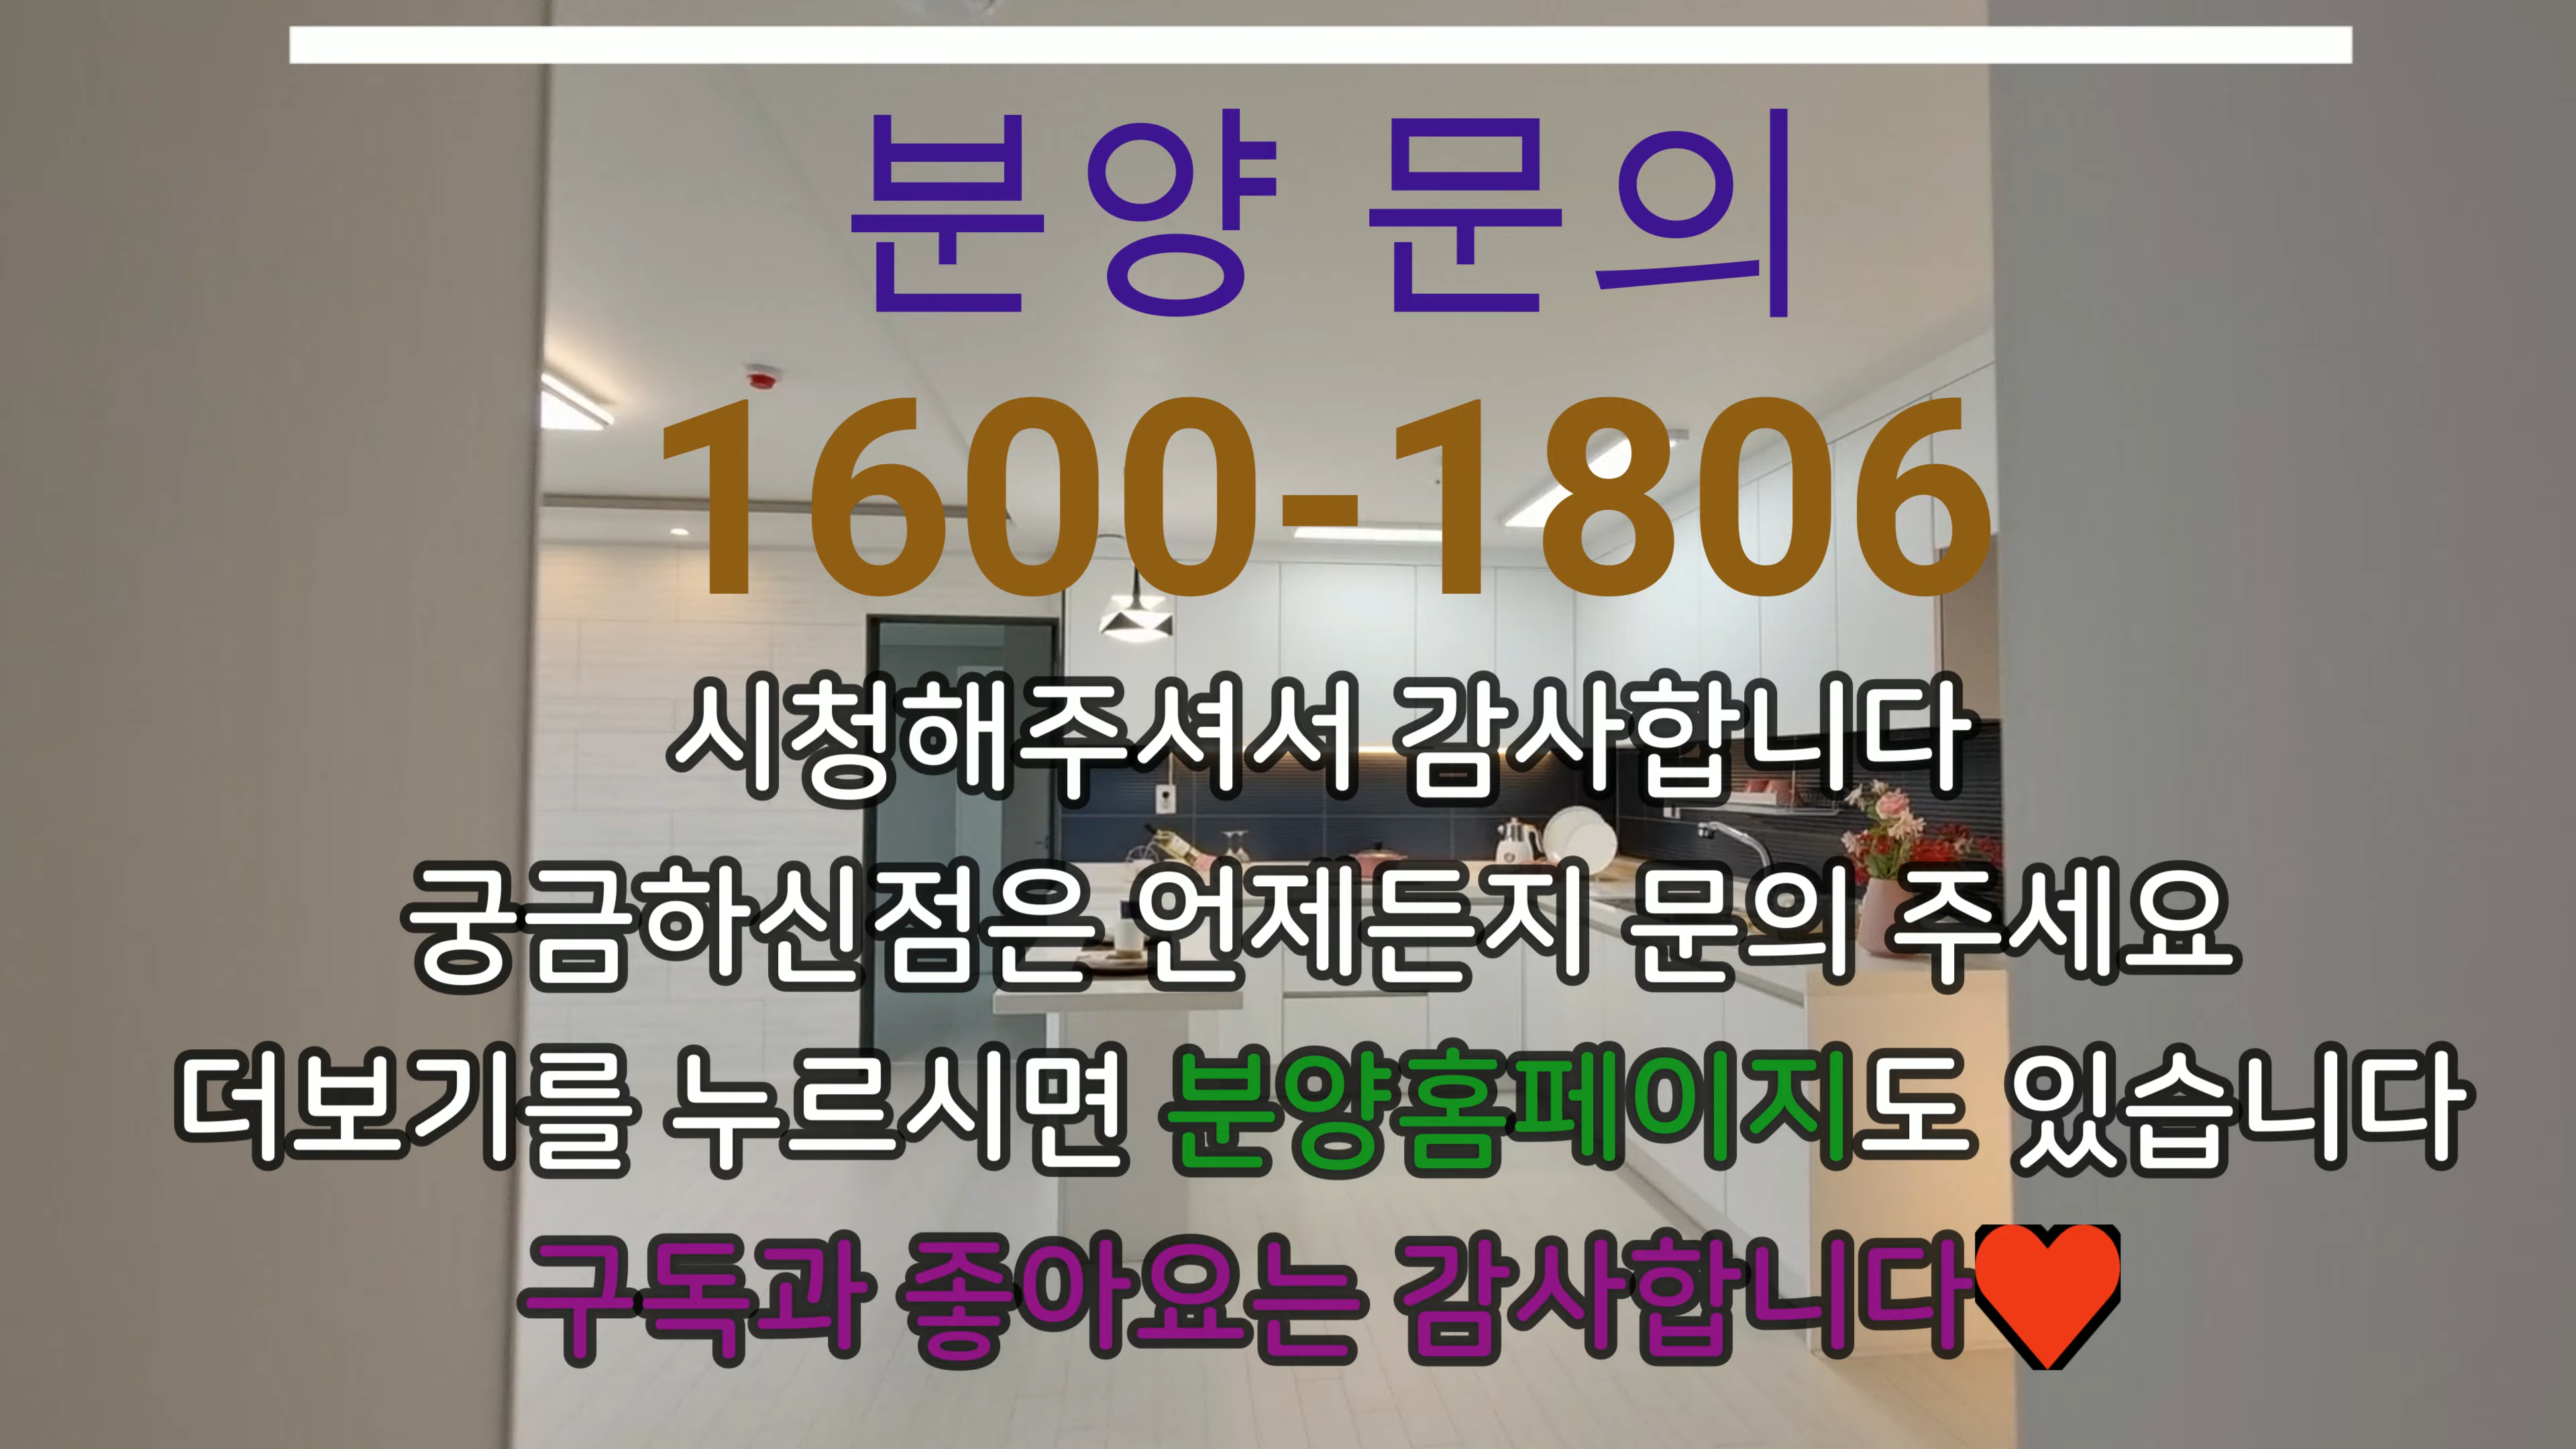 분양 문의
1600-1806
시청해주셔서 감사합니다
궁금하신점은 언제든지 문의 주세요
더보기를 누르시면 분양홈페이지도 있습니다
구독과 좋아요는 감사합니다♥